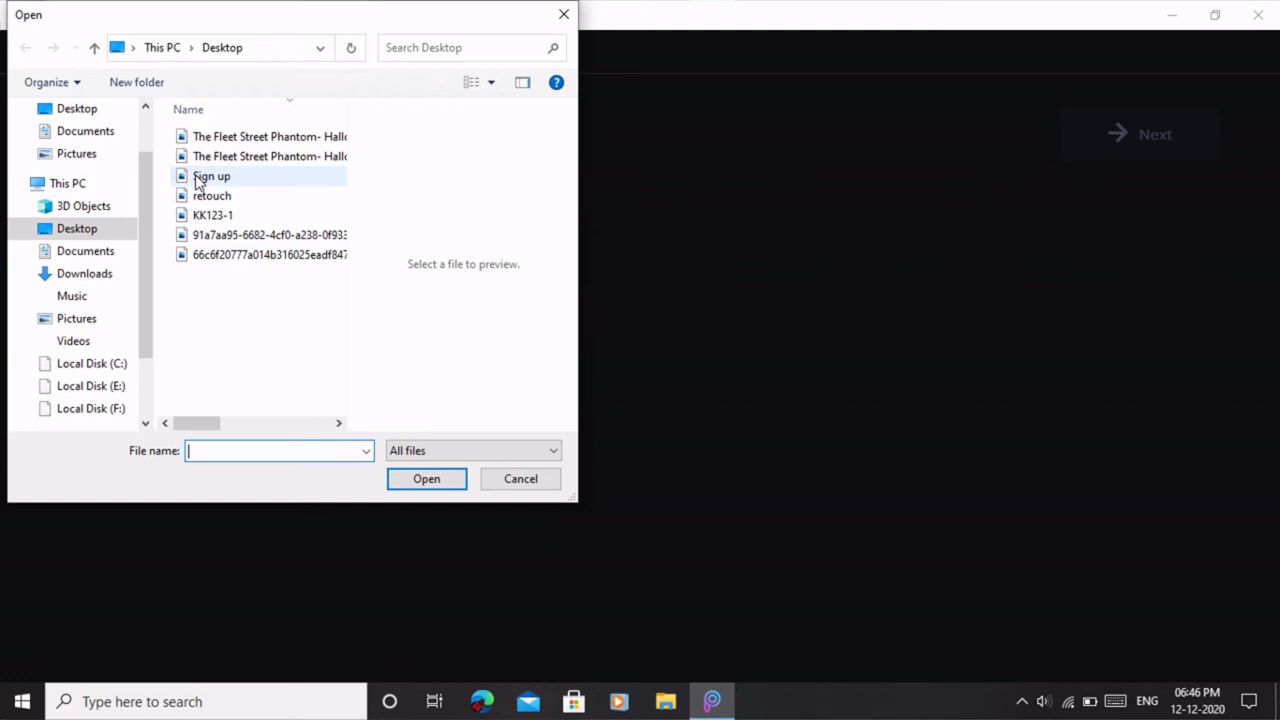 Open
This PC
Desktop
Search Desktop
Organize
New folder
Desktop
Documents
Pictures
This PC
3D Objects
Desktop
Documents
Downloads
Music
Pictures
Videos
Local Disk (C:)
Local Disk (E:)
Local Disk (F:)
Name
The Fleet Street Phantom- Hallo
The Fleet Street Phantom- Hallo
Sign up
retouch
KK123-1
91a7aa95-6682-4cf0-a238-0f933
66c6f20777a014b316025eadf847
Select a file to preview.
File name:
All files
Open
Cancel
Next
Type here to search
ENG
06:46 PM
12-12-2020